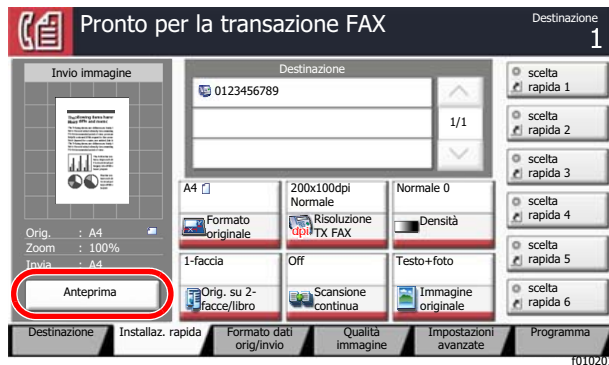 Pronto per la transazione FAX
Destinazione
1
Invio immagine
Orig. : A4
Zoom : 100%
Invia : A4
Anteprima
Destinazione
0123456789
1/1
A4
Formato
originale
200x100dpi
Normale
dpi
Risoluzione
TX FAX
Normale 0
Densità
1-faccia
Orig. su 2-
facce/libro
Off
Scansione
continua
Testo+foto
Immagine
originale
scelta
rapida 1
scelta
rapida 2
scelta
rapida 3
scelta
rapida 4
scelta
rapida 5
scelta
rapida 6
Destinazione
Installaz. rapida
Formato dati
orig/invio
Qualità
immagine
Impostazioni
avanzate
Programma